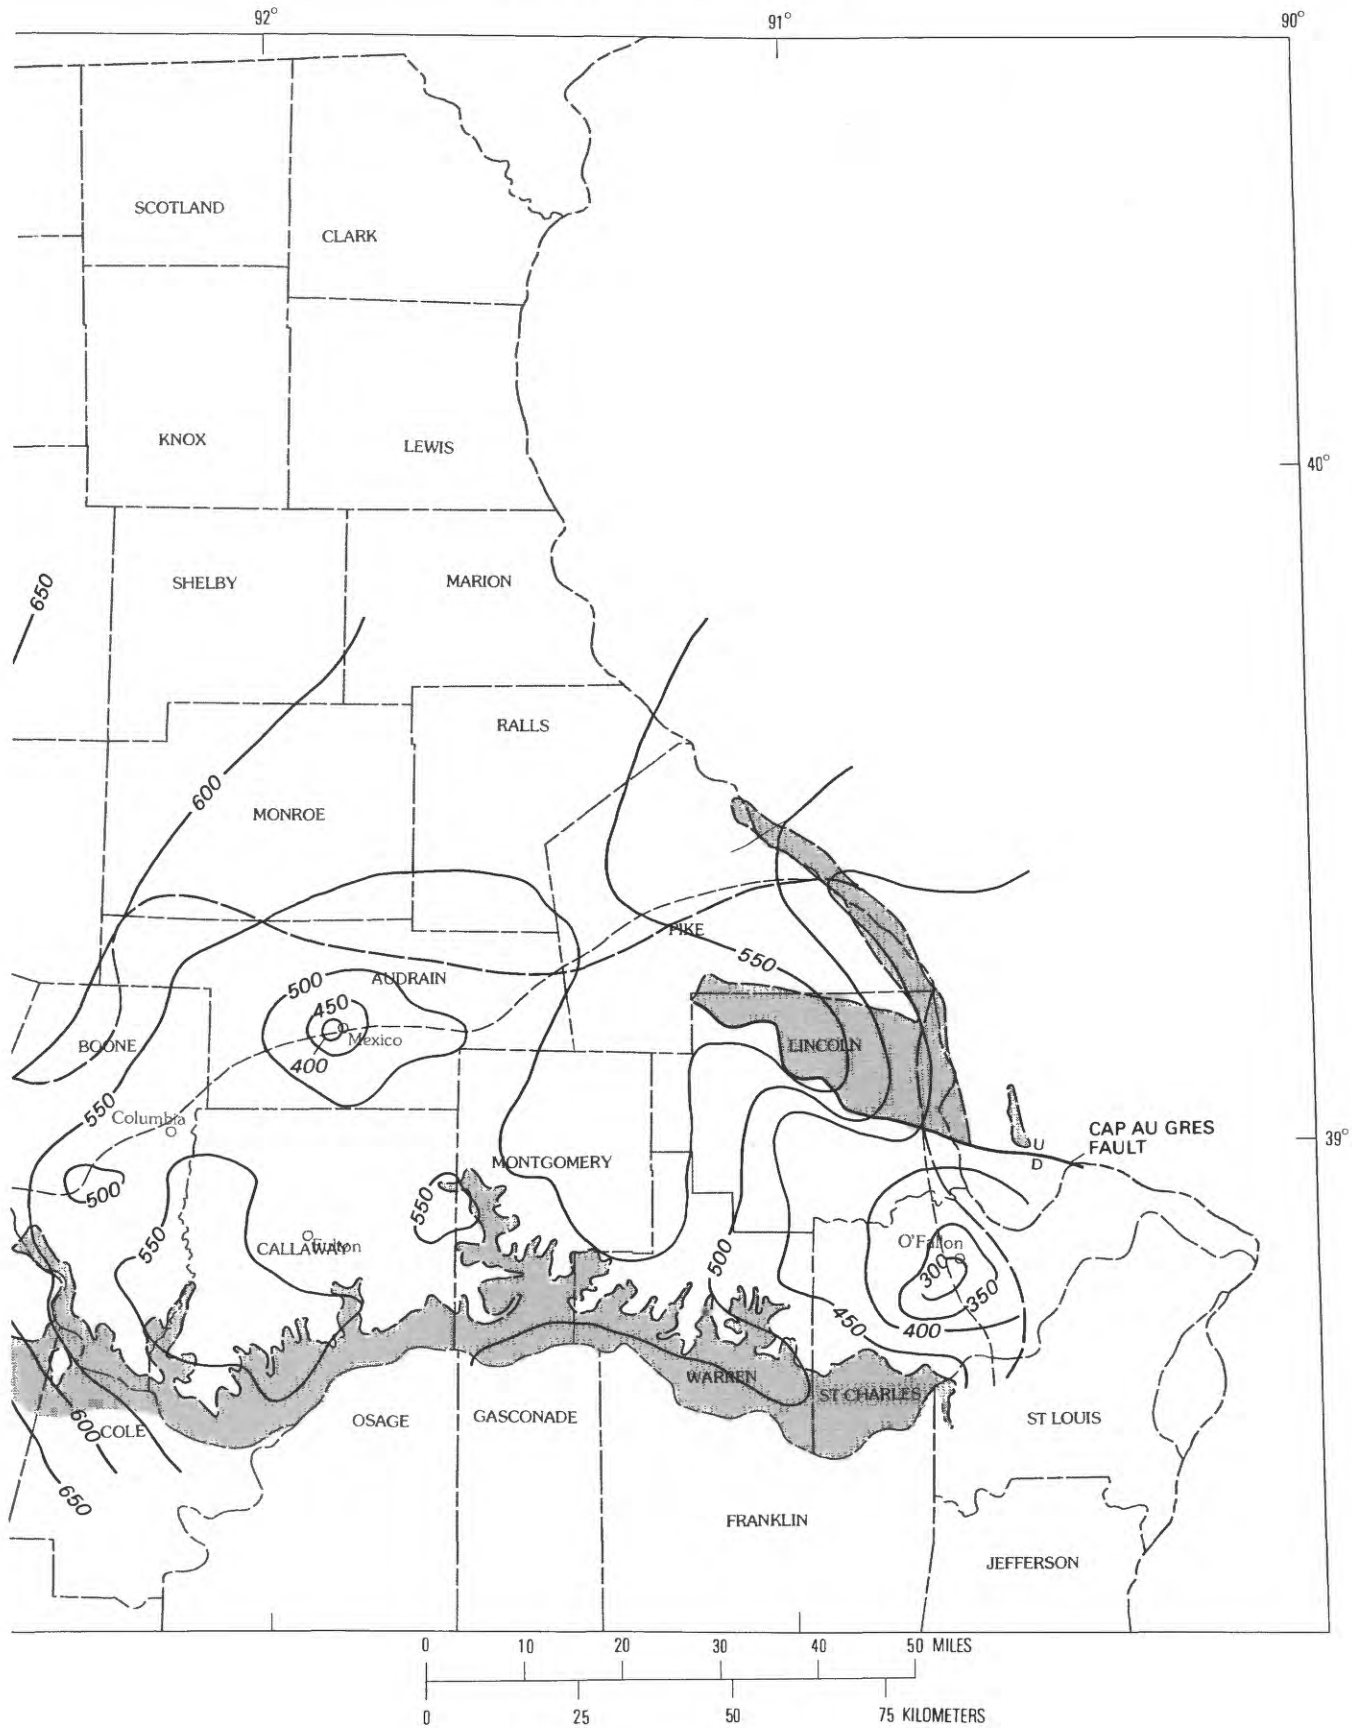 92°
91°
90°
SCOTLAND
CLARK
KNOX
LEWIS
40°
SHELBY
MARION
650
RALLS
600
MONROE
PIKE
550
500
AUDRAIN
450
Mexico
400
BOONE
LINCOLN
550
Columbia
CAP AU GRES
FAULT
U
D
39°
MONTGOMERY
500
550
550
CALLAWAY
Fulton
O'Fallon
300
350
500
450
400
WARREN
ST CHARLES
600
COLE
OSAGE
GASCONADE
ST LOUIS
650
FRANKLIN
JEFFERSON
0 10 20 30 40 50 MILES
0 25 50 75 KILOMETERS